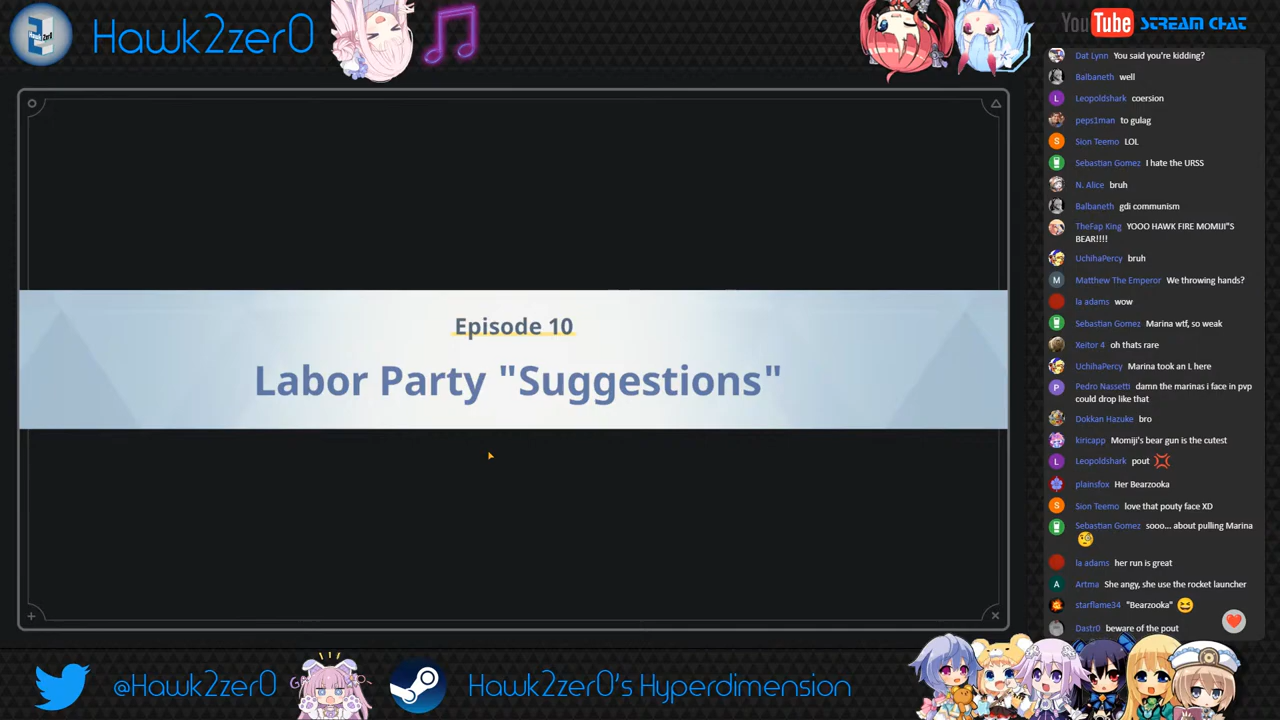 Hawk2zer0
YouTube STREAM CHAT
Episode 10
Labor Party "Suggestions"
Dat Lynn You said you're kidding?
Balbaneth well
L Leopoldshark coersion
peps1man to gulag
S Sion Teemo LOL
Sebastian Gomez I hate the URSS
N. Alice bruh
Balbaneth gdi communism
TheFap King YOOO HAWK FIRE MOMIJI"S
BEAR!!!!
UchihaPercy bruh
M Matthew The Emperor We throwing hands?
la adams wow
Sebastian Gomez Marina wtf, so weak
Xeitor 4 oh thats rare
UchihaPercy Marina took an L here
P Pedro Nassetti damn the marinas i face in pvp
could drop like that
Dokkan Hazuke bro
kiricapp Momiji's bear gun is the cutest
L Leopoldshark pout
plainsfox Her Bearzooka
S Sion Teemo love that pouty face XD
Sebastian Gomez sooo... about pulling Marina
la adams her run is great
A Artma She angy, she use the rocket launcher
starflame34 "Bearzooka"
Dastr0 beware of the pout
@Hawk2zer0
Hawk2zer0's Hyperdimension